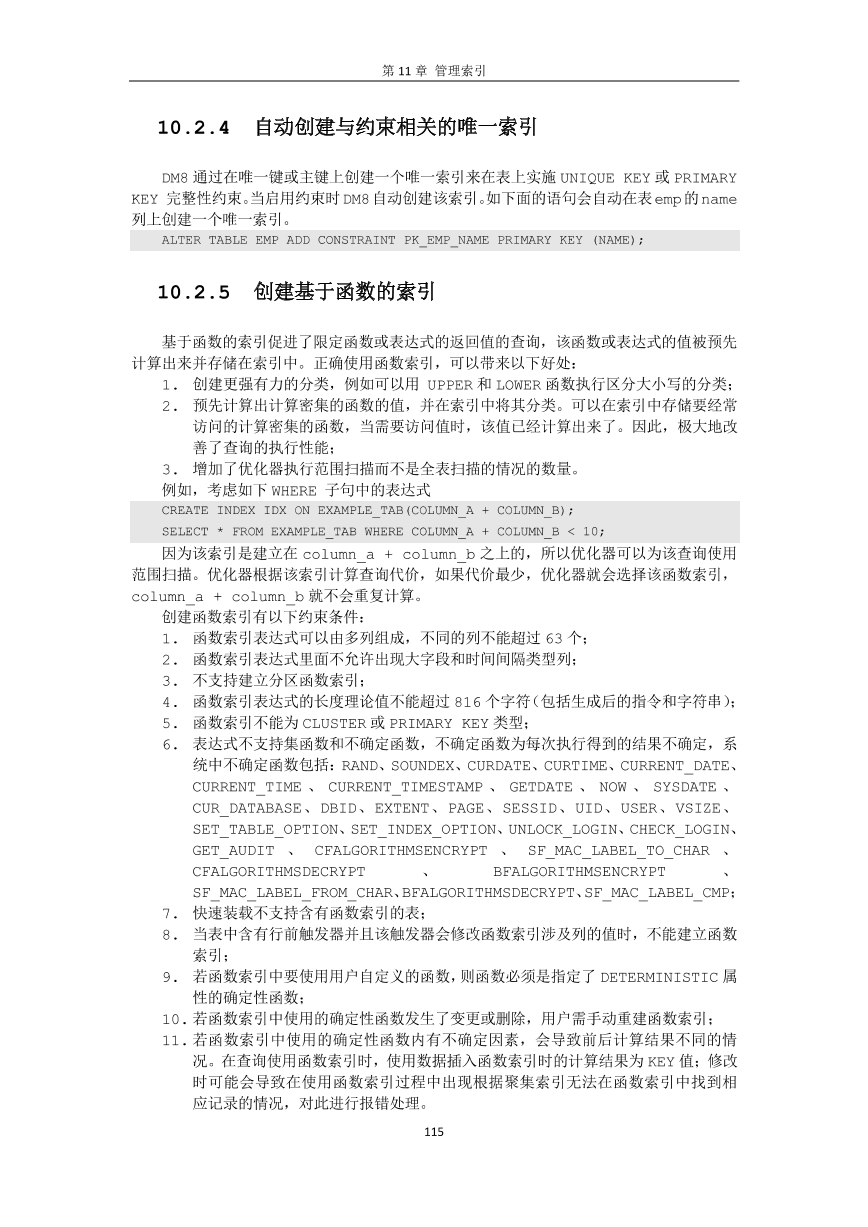 第 11 章 管理索引
10.2.4 自动创建与约束相关的唯一索引
DM8 通过在唯一键或主键上创建一个唯一索引来在表上实施 UNIQUE KEY 或 PRIMARY
KEY 完整性约束。当启用约束时 DM8 自动创建该索引。如下面的语句会自动在表 emp 的 name
列上创建一个唯一索引。
ALTER TABLE EMP ADD CONSTRAINT PK_EMP_NAME PRIMARY KEY (NAME);
10.2.5 创建基于函数的索引
基于函数的索引促进了限定函数或表达式的返回值的查询，该函数或表达式的值被预先
计算出来并存储在索引中。正确使用函数索引，可以带来以下好处：
1. 创建更强有力的分类，例如可以用 UPPER 和 LOWER 函数执行区分大小写的分类；
2. 预先计算出计算密集的函数的值，并在索引中将其分类。可以在索引中存储要经常
访问的计算密集的函数，当需要访问值时，该值已经计算出来了。因此，极大地改
善了查询的执行性能；
3. 增加了优化器执行范围扫描而不是全表扫描的情况的数量。
例如，考虑如下 WHERE 子句中的表达式
CREATE INDEX IDX ON EXAMPLE_TAB(COLUMN_A + COLUMN_B);
SELECT * FROM EXAMPLE_TAB WHERE COLUMN_A + COLUMN_B < 10;
因为该索引是建立在 column_a + column_b 之上的，所以优化器可以为该查询使用
范围扫描。优化器根据该索引计算查询代价，如果代价最少，优化器就会选择该函数索引，
column_a + column_b 就不会重复计算。
创建函数索引有以下约束条件：
1. 函数索引表达式可以由多列组成，不同的列不能超过 63 个；
2. 函数索引表达式里面不允许出现大字段和时间间隔类型列；
3. 不支持建立分区函数索引；
4. 函数索引表达式的长度理论值不能超过 816 个字符（包括生成后的指令和字符串）；
5. 函数索引不能为 CLUSTER 或 PRIMARY KEY 类型；
6. 表达式不支持集函数和不确定函数，不确定函数为每次执行得到的结果不确定，系
统中不确定函数包括：RAND、SOUNDEX、CURDATE、CURTIME、CURRENT_DATE、
CURRENT_TIME 、 CURRENT_TIMESTAMP 、 GETDATE 、 NOW 、 SYSDATE 、
CUR_DATABASE、DBID、EXTENT、PAGE、SESSID、UID、USER、VSIZE、
SET_TABLE_OPTION、SET_INDEX_OPTION、UNLOCK_LOGIN、CHECK_LOGIN、
GET_AUDIT 、 CFALGORITHMSENCRYPT 、 SF_MAC_LABEL_TO_CHAR 、
CFALGORITHMSDECRYPT 、 BFALGORITHMSENCRYPT 、
SF_MAC_LABEL_FROM_CHAR、BFALGORITHMSDECRYPT、SF_MAC_LABEL_CMP；
7. 快速装载不支持含有函数索引的表；
8. 当表中含有行前触发器并且该触发器会修改函数索引涉及列的值时，不能建立函数
索引；
9. 若函数索引中要使用用户自定义的函数，则函数必须是指定了 DETERMINISTIC 属
性的确定性函数；
10. 若函数索引中使用的确定性函数发生了变更或删除，用户需手动重建函数索引；
11. 若函数索引中使用的确定性函数内有不确定因素，会导致前后计算结果不同的情
况。在查询使用函数索引时，使用数据插入函数索引时的计算结果为 KEY 值；修改
时可能会导致在使用函数索引过程中出现根据聚集索引无法在函数索引中找到相
应记录的情况，对此进行报错处理。
115